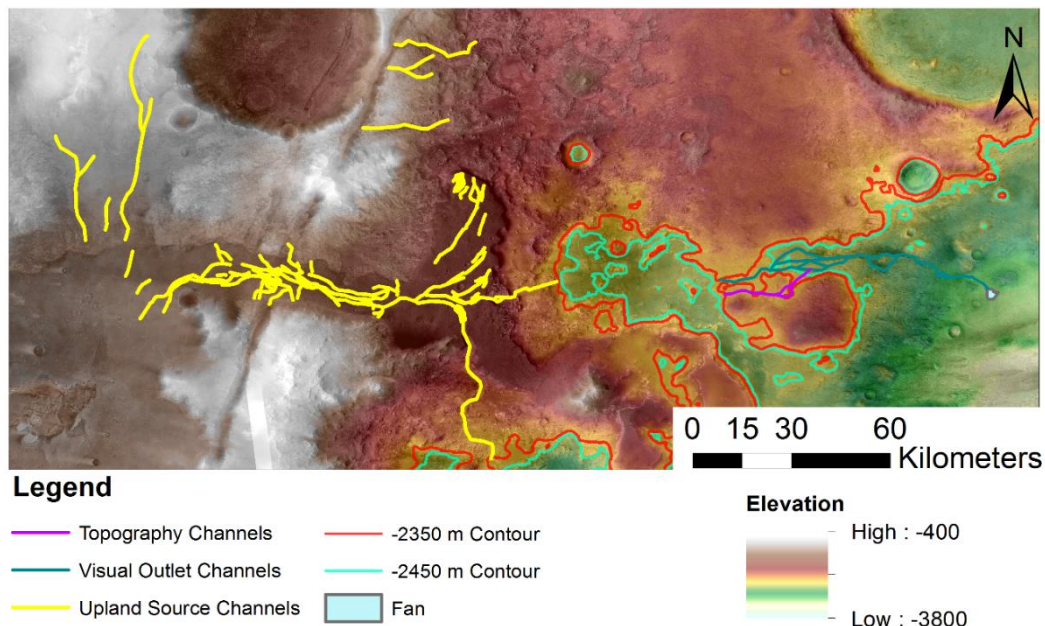 N
0 15 30 60
Kilometers
Legend
Topography Channels
Visual Outlet Channels
Upland Source Channels
-2350 m Contour
-2450 m Contour
Fan
Elevation
High : -400
Low : -3800